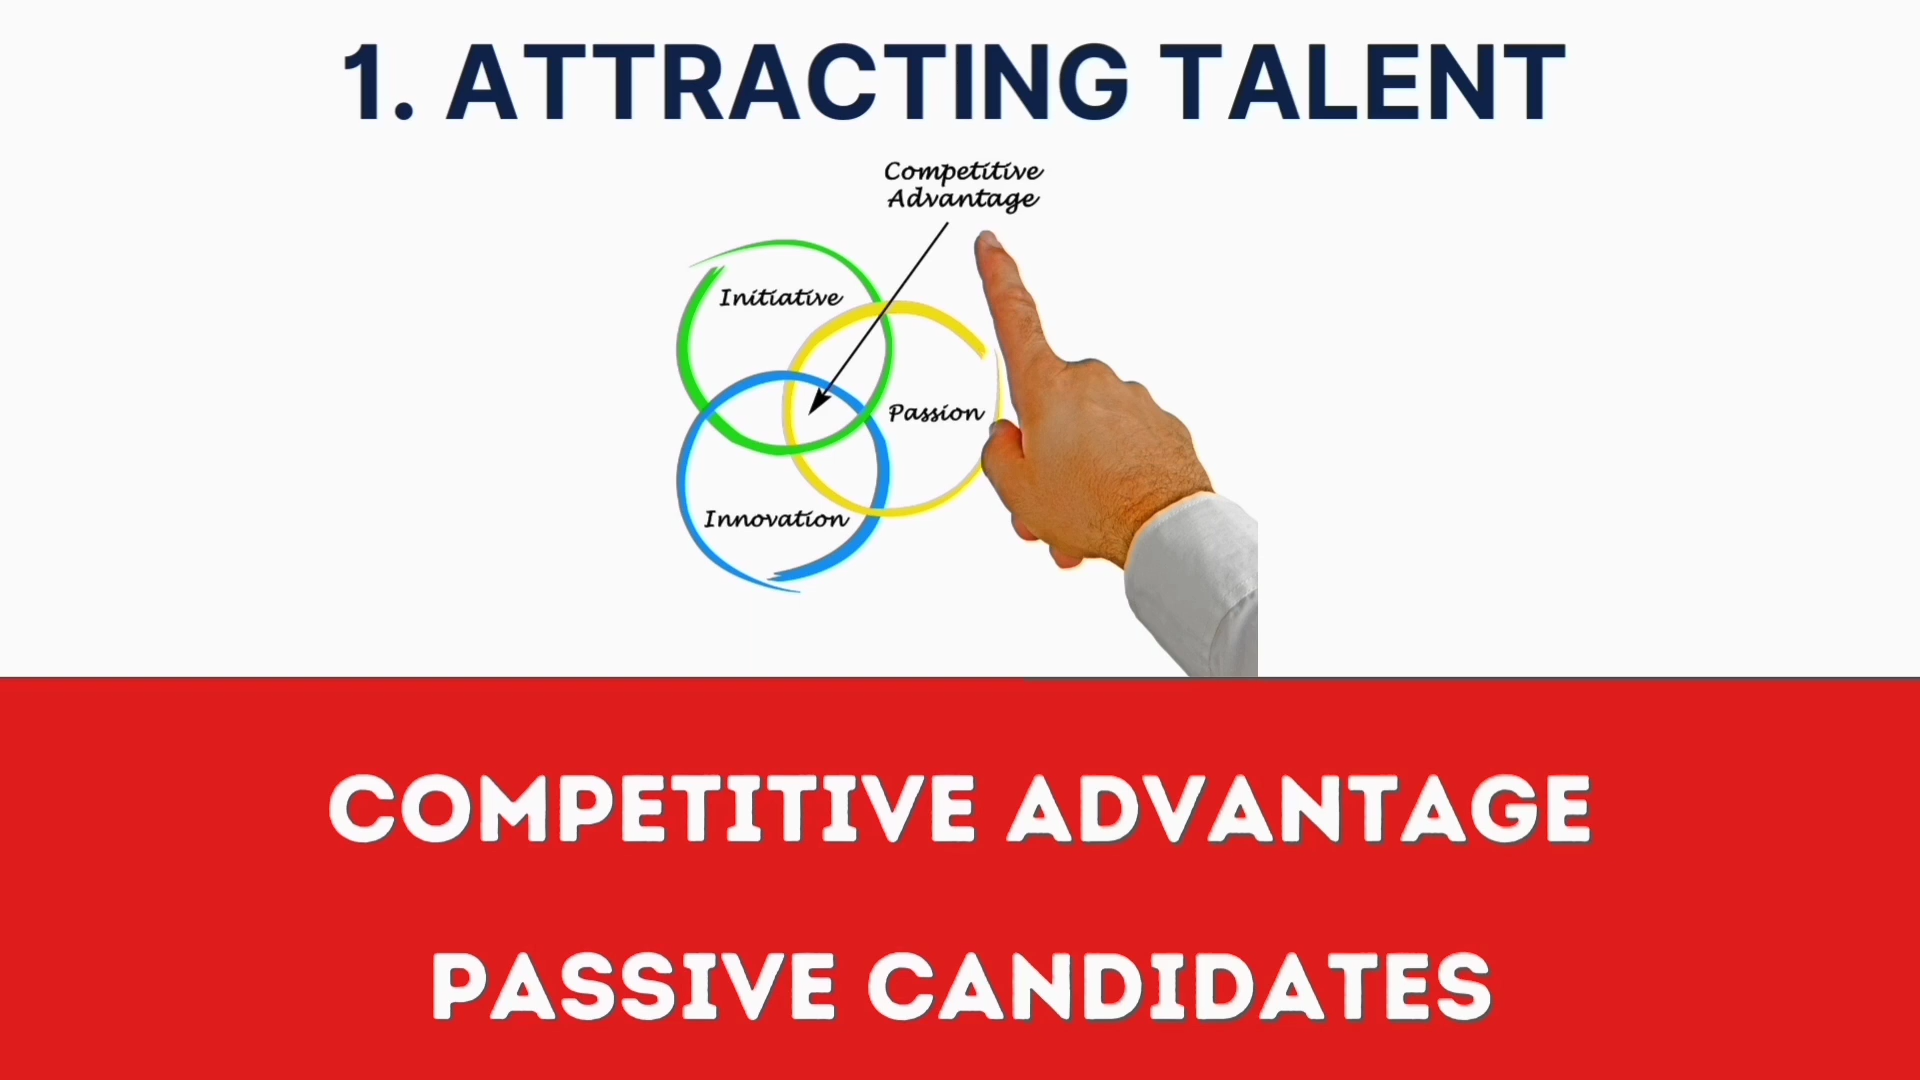 1. ATTRACTING TALENT
Competitive
Advantage
Initiative
Passion
Innovation
COMPETITIVE ADVANTAGE
PASSIVE CANDIDATES